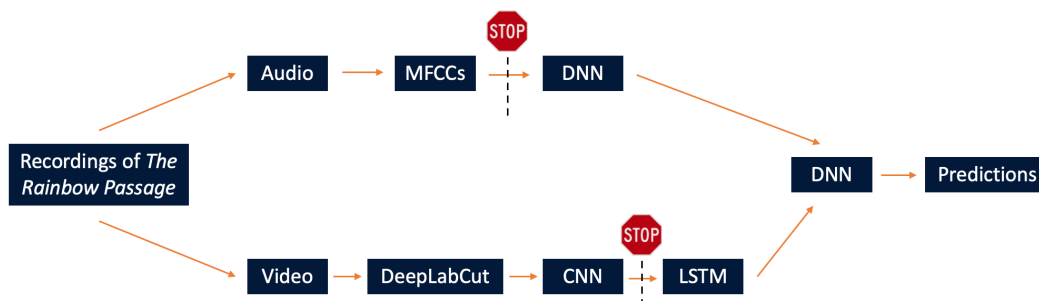 STOP
Audio
MFCCs
DNN
Recordings of The
Rainbow Passage
DNN
Predictions
STOP
Video
DeepLabCut
CNN
LSTM